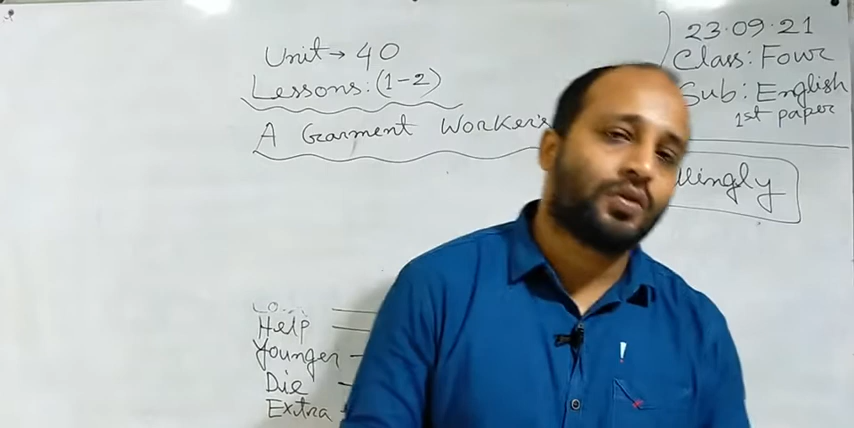 Unit → 40
Lessons: (1-2)
A Garment Worker's
23.09.21
Class: Four
Sub: English
1st paper
Help
Younger
Die
Extra